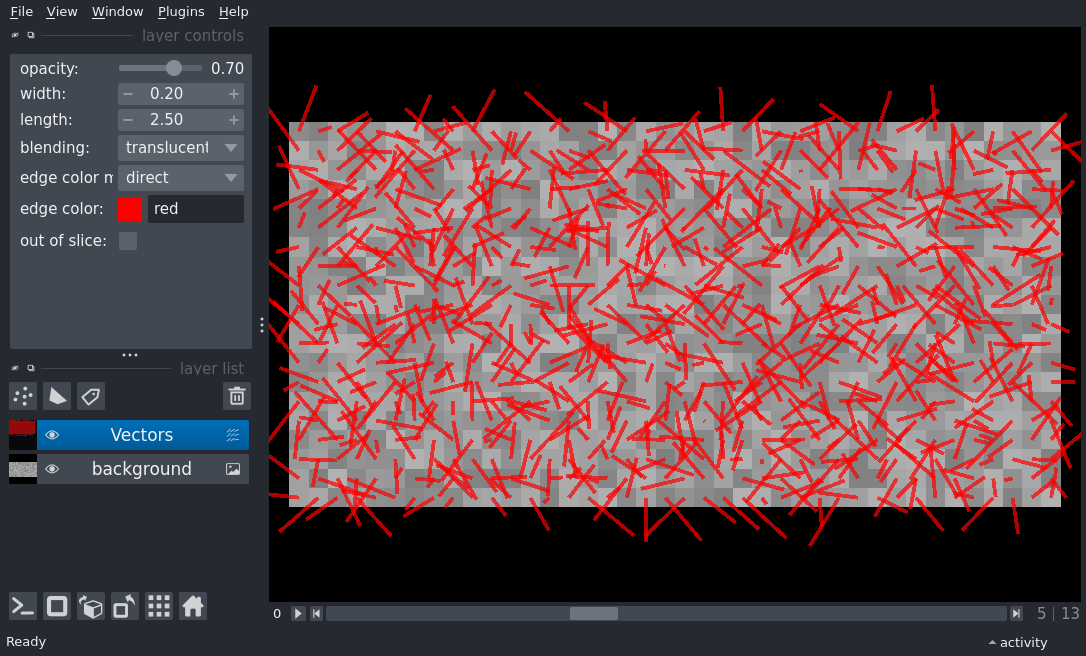 File View Window Plugins Help
layer controls
opacity: 0.70
width: − 0.20 +
length: − 2.50 +
blending: translucent
edge color m direct
edge color: red
out of slice:
layer list
Vectors
background
0 5 | 13
Ready activity